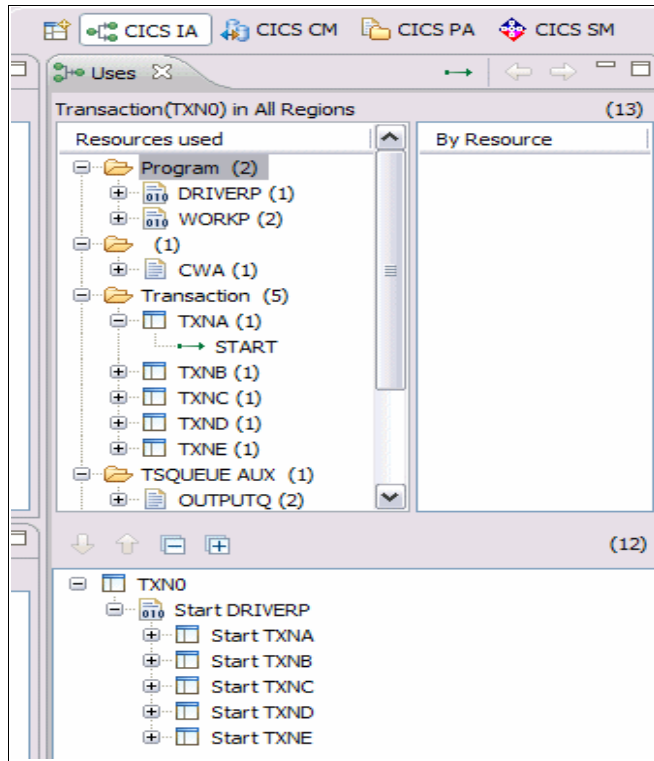 CICS IA CICS CM CICS PA CICS SM
Uses
Transaction(TXN0) in All Regions (13)
Resources used By Resource
Program (2)
DRIVERP (1)
WORKP (2)
(1)
CWA (1)
Transaction (5)
TXNA (1)
START
TXNB (1)
TXNC (1)
TXND (1)
TXNE (1)
TSQUEUE AUX (1)
OUTPUTQ (2)
(12)
TXN0
Start DRIVERP
Start TXNA
Start TXNB
Start TXNC
Start TXND
Start TXNE